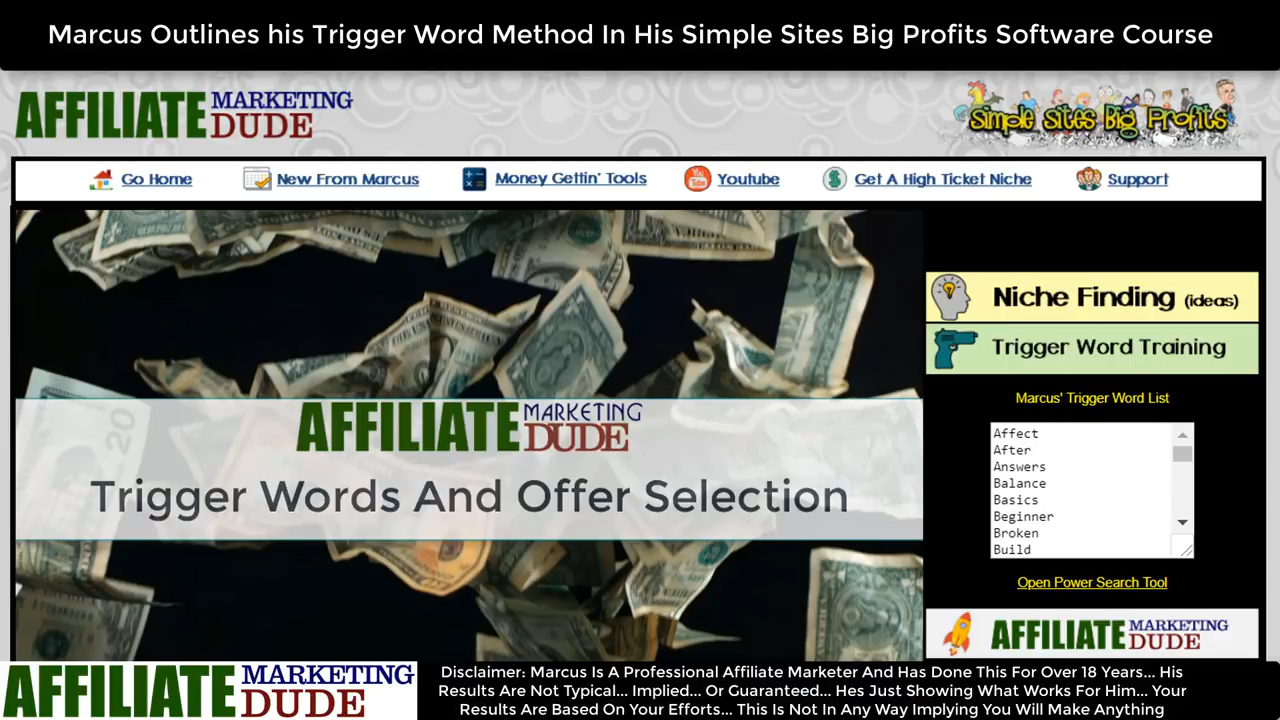 Marcus Outlines his Trigger Word Method In His Simple Sites Big Profits Software Course
AFFILIATE MARKETING DUDE
Simple Sites Big Profits
Go Home
New From Marcus
Money Gettin' Tools
You Tube
Youtube
Get A High Ticket Niche
Support
Niche Finding (ideas)
Trigger Word Training
Marcus' Trigger Word List
Affect
After
Answers
Balance
Basics
Beginner
Broken
Build
Open Power Search Tool
AFFILIATE MARKETING DUDE
Trigger Words And Offer Selection
AFFILIATE MARKETING DUDE
AFFILIATE MARKETING DUDE
Disclaimer: Marcus Is A Professional Affiliate Marketer And Has Done This For Over 18 Years... His
Results Are Not Typical... Implied... Or Guaranteed... Hes Just Showing What Works For Him... Your
Results Are Based On Your Efforts... This Is Not In Any Way Implying You Will Make Anything